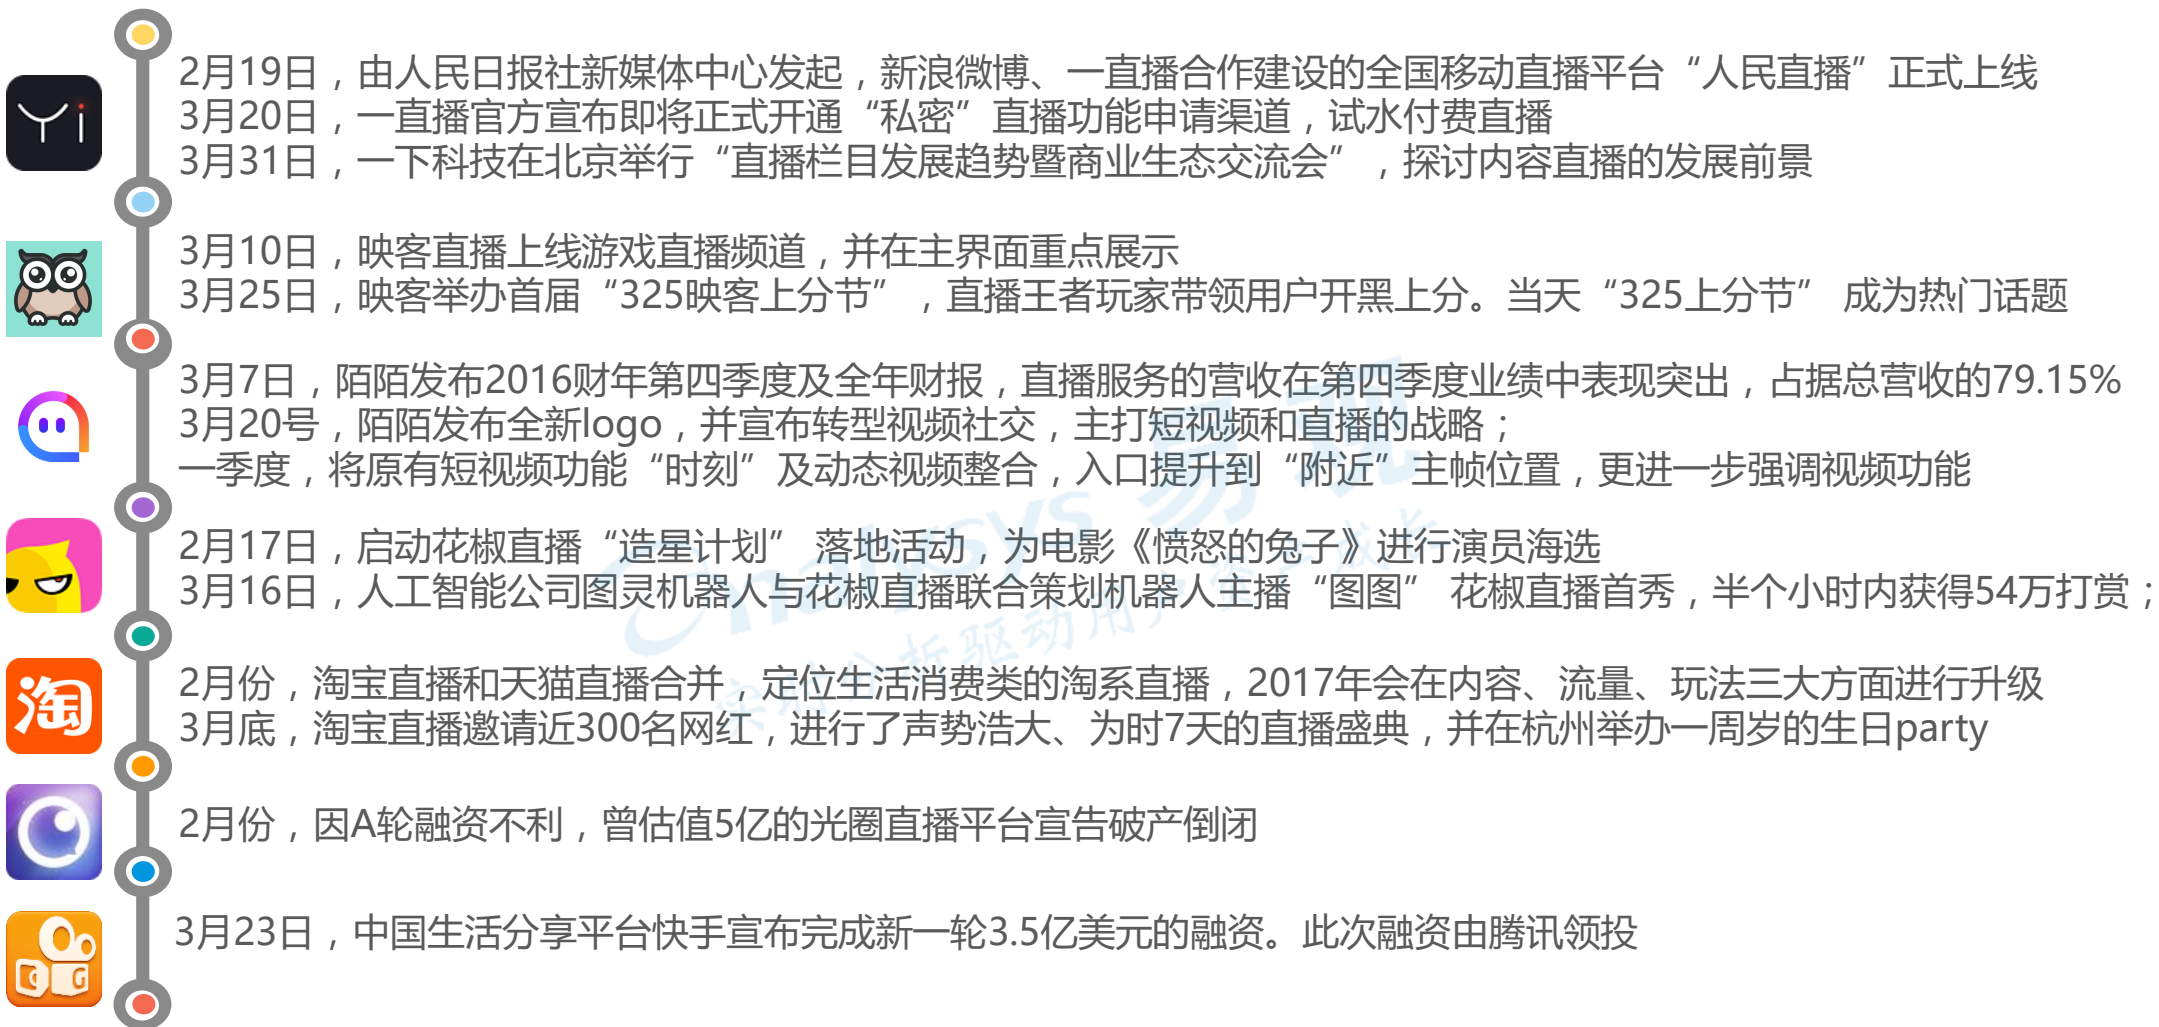 2月19日，由人民日报社新媒体中心发起，新浪微博、一直播合作建设的全国移动直播平台“人民直播”正式上线
Yi
3月20日，一直播官方宣布即将正式开通“私密”直播功能申请渠道，试水付费直播
3月31日，一下科技在北京举行“直播栏目发展趋势暨商业生态交流会”，探讨内容直播的发展前景
3月10日，映客直播上线游戏直播频道，并在主界面重点展示
3月25日，映客举办首届“325映客上分节”，直播王者玩家带领用户开黑上分。当天“325上分节” 成为热门话题
3月7日，陌陌发布2016财年第四季度及全年财报，直播服务的营收在第四季度业绩中表现突出，占据总营收的79.15%
3月20号，陌陌发布全新logo，并宣布转型视频社交，主打短视频和直播的战略；
一季度，将原有短视频功能“时刻”及动态视频整合，入口提升到“附近”主帧位置，更进一步强调视频功能
2月17日，启动花椒直播“造星计划” 落地活动，为电影《愤怒的兔子》进行演员海选
3月16日，人工智能公司图灵机器人与花椒直播联合策划机器人主播“图图” 花椒直播首秀，半个小时内获得54万打赏；
analysys 易观
实时分析驱动用户资产成长
2月份，淘宝直播和天猫直播合并，定位生活消费类的淘系直播，2017年会在内容、流量、玩法三大方面进行升级
淘
3月底，淘宝直播邀请近300名网红，进行了声势浩大、为时7天的直播盛典，并在杭州举办一周岁的生日party
2月份，因A轮融资不利，曾估值5亿的光圈直播平台宣告破产倒闭
3月23日，中国生活分享平台快手宣布完成新一轮3.5亿美元的融资。此次融资由腾讯领投